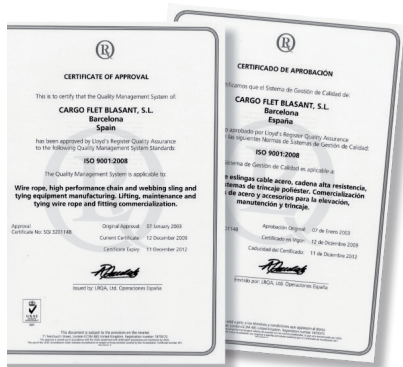 CERTIFICATE OF APPROVAL
This is to certify that the Quality Management System of:
CARGO FLET BLASANT, S.L.
Barcelona
Spain
has been approved by Lloyd's Register Quality Assurance
to the following Quality Management System Standards:
ISO 9001:2008
The Quality Management System is applicable to:
Wire rope, high performance chain and webbing sling and
tying equipment manufacturing. Lifting, maintenance and
tying wire rope and fitting commercialization.
Approval
Certificate No: SGI 3201148
Original Approval: 07 January 2003
Current Certificate: 12 December 2009
Certificate Expiry: 11 December 2012
Issued by: LRQA, Ltd. Operaciones España
CERTIFICADO DE APROBACIÓN
que el Sistema de Gestión de Calidad de:
CARGO FLET BLASANT, S.L.
Barcelona
España
aprobado por Lloyd's Register Quality Assurance
las siguientes Normas de Sistemas de Gestión de Calidad:
ISO 9001:2008
Sistema de Gestión de Calidad es aplicable a:
eslingas cable acero, cadena alta resistencia,
temas de trincaje poliéster. Comercialización
de acero y accesorios para la elevación,
manutención y trincaje.
Aprobación Original: 07 de Enero 2003
Certificado en Vigor: 12 de Diciembre 2009
Caducidad del Certificado: 11 de Diciembre 2012
Emitido por: LRQA, Ltd. Operaciones España